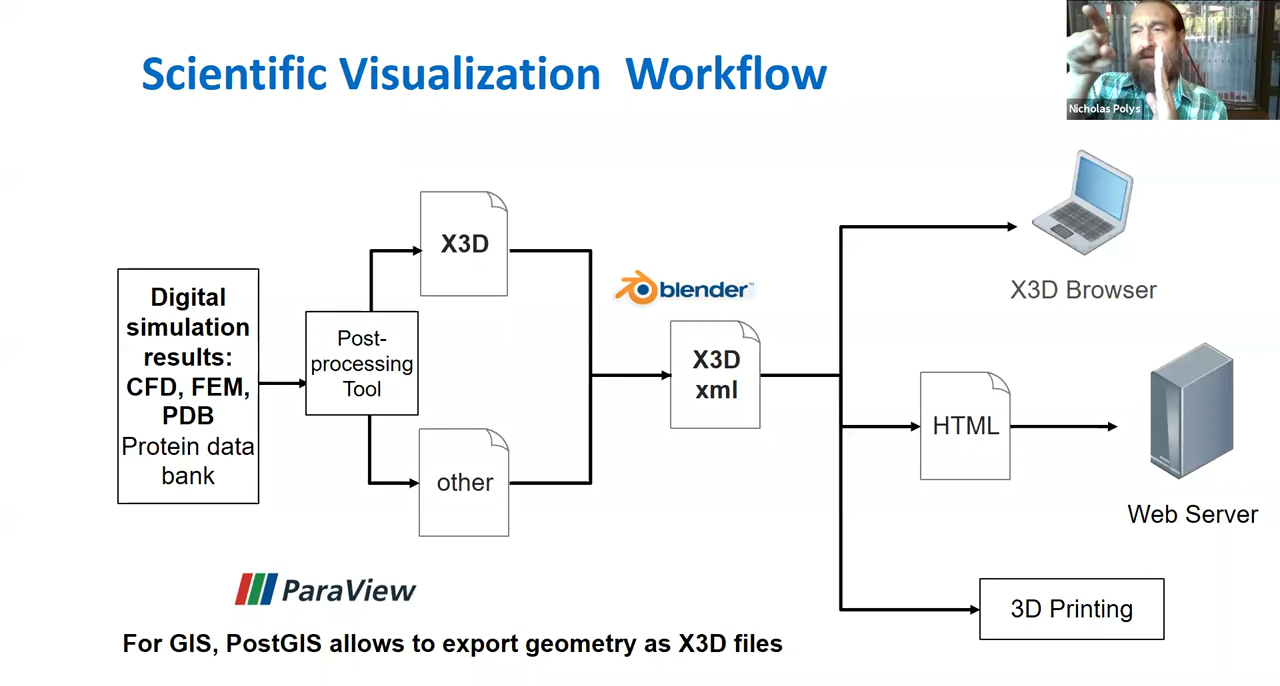 Scientific Visualization Workflow
Nicholas Polys
X3D
Digital
simulation
results:
CFD, FEM,
PDB
Protein data
bank
Post-
processing
Tool
other
blender™
X3D
xml
X3D Browser
HTML
Web Server
3D Printing
ParaView
For GIS, PostGIS allows to export geometry as X3D files